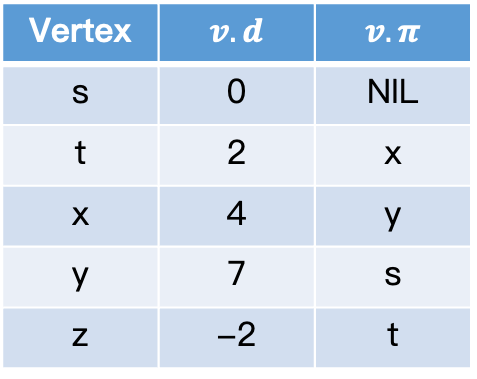 Vertex v.d v.π
s 0 NIL
t 2 x
x 4 y
y 7 s
z −2 t